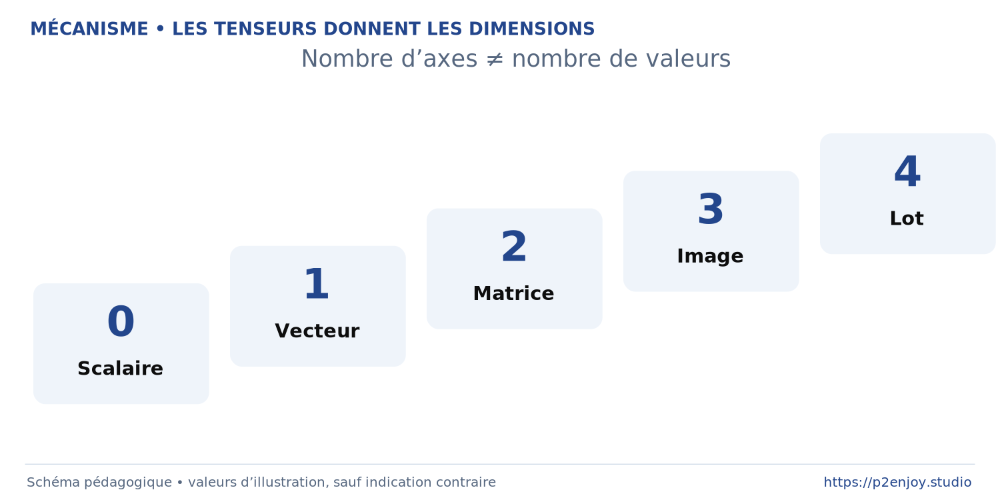 MÉCANISME • LES TENSEURS DONNENT LES DIMENSIONS
Nombre d’axes ≠ nombre de valeurs
0
Scalaire
1
Vecteur
2
Matrice
3
Image
4
Lot
Schéma pédagogique • valeurs d’illustration, sauf indication contraire
https://p2enjoy.studio